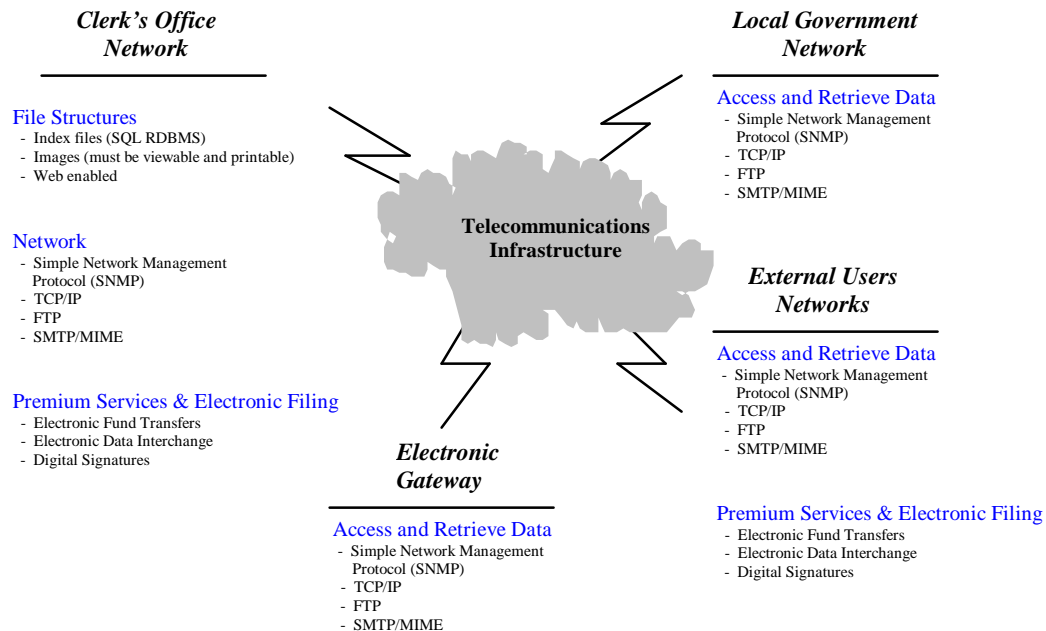 Clerk's Office
Network
File Structures
- Index files (SQL RDBMS)
- Images (must be viewable and printable)
- Web enabled
Network
- Simple Network Management
Protocol (SNMP)
- TCP/IP
- FTP
- SMTP/MIME
Premium Services & Electronic Filing
- Electronic Fund Transfers
- Electronic Data Interchange
- Digital Signatures
Telecommunications
Infrastructure
Electronic
Gateway
Access and Retrieve Data
- Simple Network Management
Protocol (SNMP)
- TCP/IP
- FTP
- SMTP/MIME
Local Government
Network
Access and Retrieve Data
- Simple Network Management
Protocol (SNMP)
- TCP/IP
- FTP
- SMTP/MIME
External Users
Networks
Access and Retrieve Data
- Simple Network Management
Protocol (SNMP)
- TCP/IP
- FTP
- SMTP/MIME
Premium Services & Electronic Filing
- Electronic Fund Transfers
- Electronic Data Interchange
- Digital Signatures